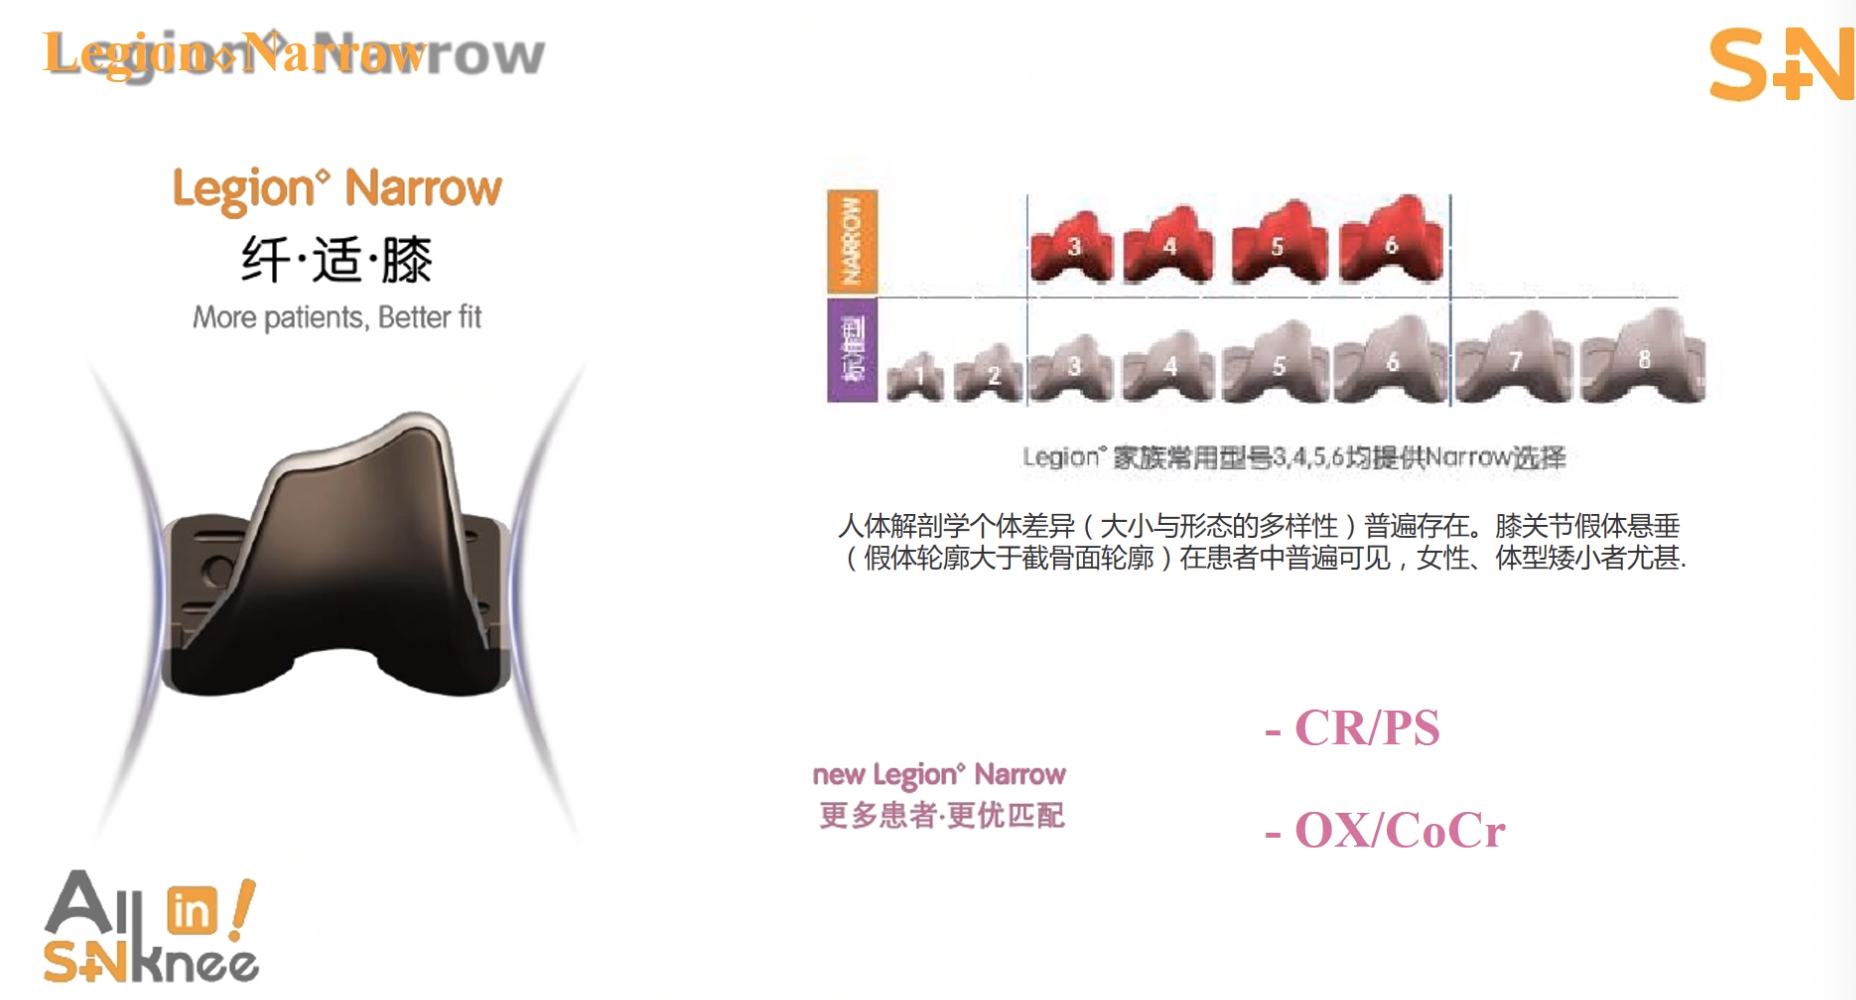 Legion◇ Narrow
Legion◇ Narrow
S+N
Legion◇ Narrow
纤·适·膝
More patients, Better fit
NARROW
3 4 5 6
1 2 3 4 5 6 7 8
Legion◇ 家族常用型号3,4,5,6均提供Narrow选择
人体解剖学个体差异（大小与形态的多样性）普遍存在。膝关节假体悬垂
（假体轮廓大于截骨面轮廓）在患者中普遍可见，女性、体型矮小者尤甚.
- CR/PS
new Legion◇ Narrow
更多患者·更优匹配
- OX/CoCr
All in!
S+N knee